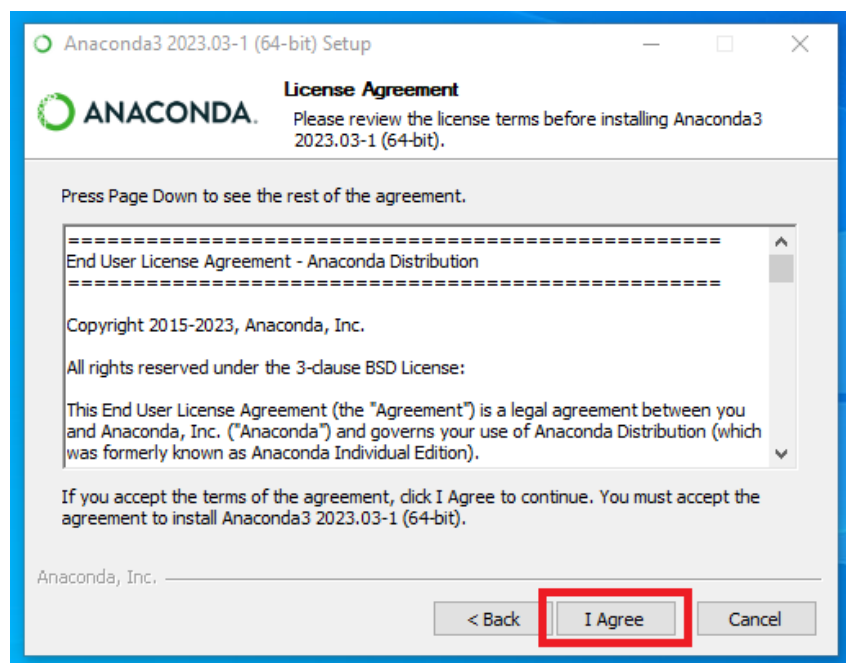 Anaconda3 2023.03-1 (64-bit) Setup
ANACONDA.
License Agreement
Please review the license terms before installing Anaconda3
2023.03-1 (64-bit).
Press Page Down to see the rest of the agreement.
==================================================
End User License Agreement - Anaconda Distribution
==================================================
Copyright 2015-2023, Anaconda, Inc.
All rights reserved under the 3-clause BSD License:
This End User License Agreement (the "Agreement") is a legal agreement between you
and Anaconda, Inc. ("Anaconda") and governs your use of Anaconda Distribution (which
was formerly known as Anaconda Individual Edition).
If you accept the terms of the agreement, click I Agree to continue. You must accept the
agreement to install Anaconda3 2023.03-1 (64-bit).
Anaconda, Inc.
< Back
I Agree
Cancel